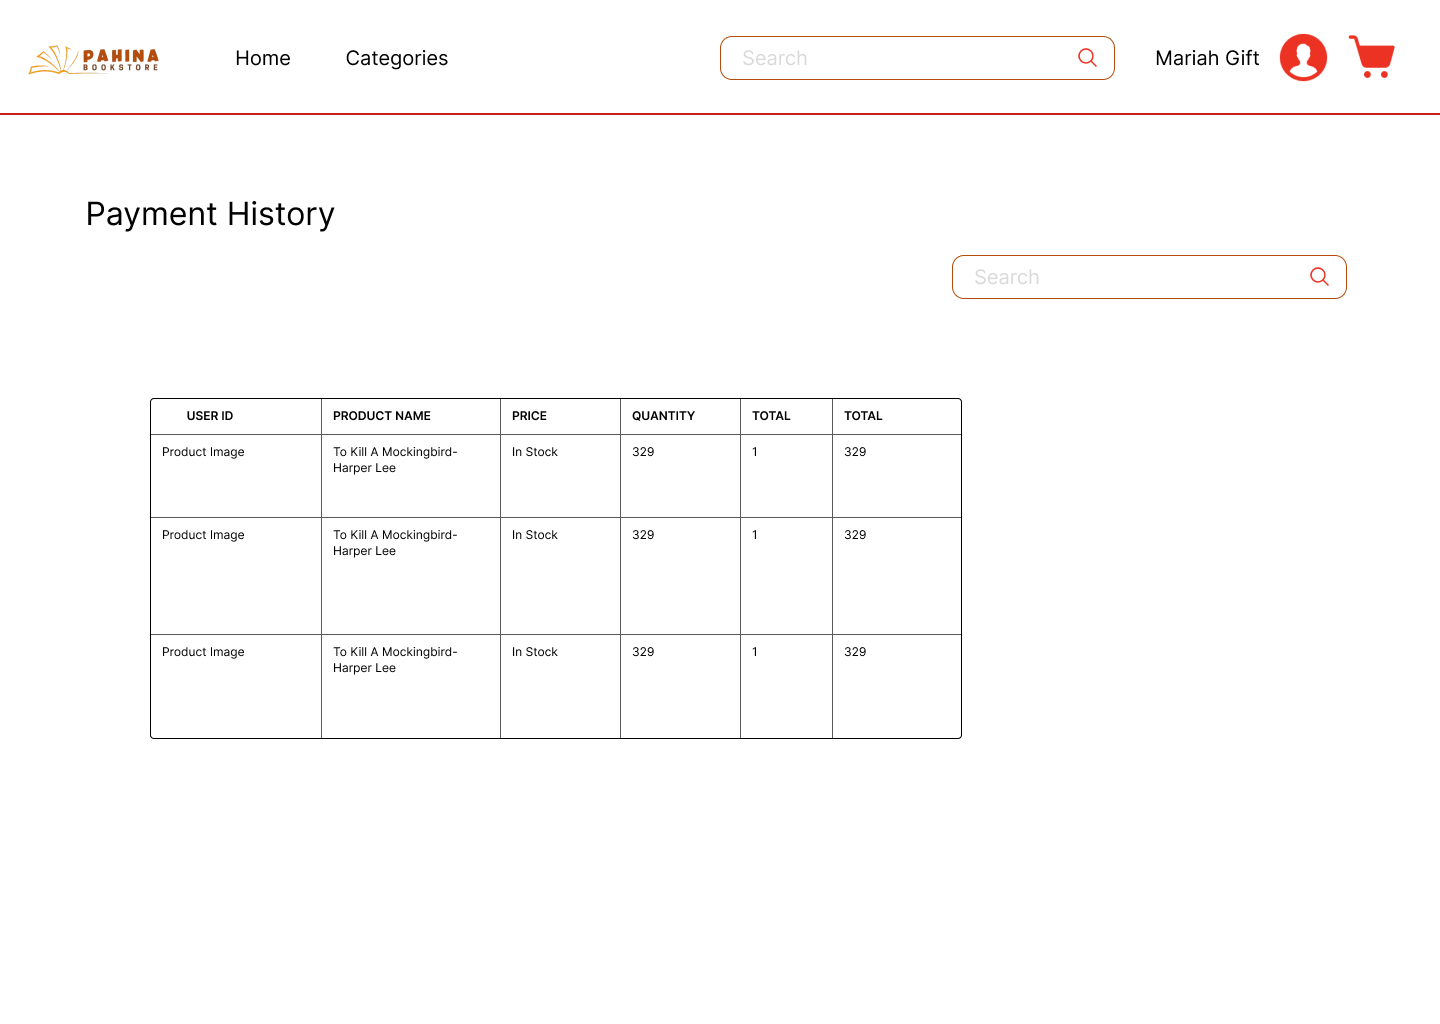 PAHINA
BOOKSTORE
Home
Categories
Search
Mariah Gift
Payment History
Search
USER ID PRODUCT NAME PRICE QUANTITY TOTAL TOTAL
Product Image To Kill A Mockingbird- In Stock 329 1 329
Harper Lee
Product Image To Kill A Mockingbird- In Stock 329 1 329
Harper Lee
Product Image To Kill A Mockingbird- In Stock 329 1 329
Harper Lee